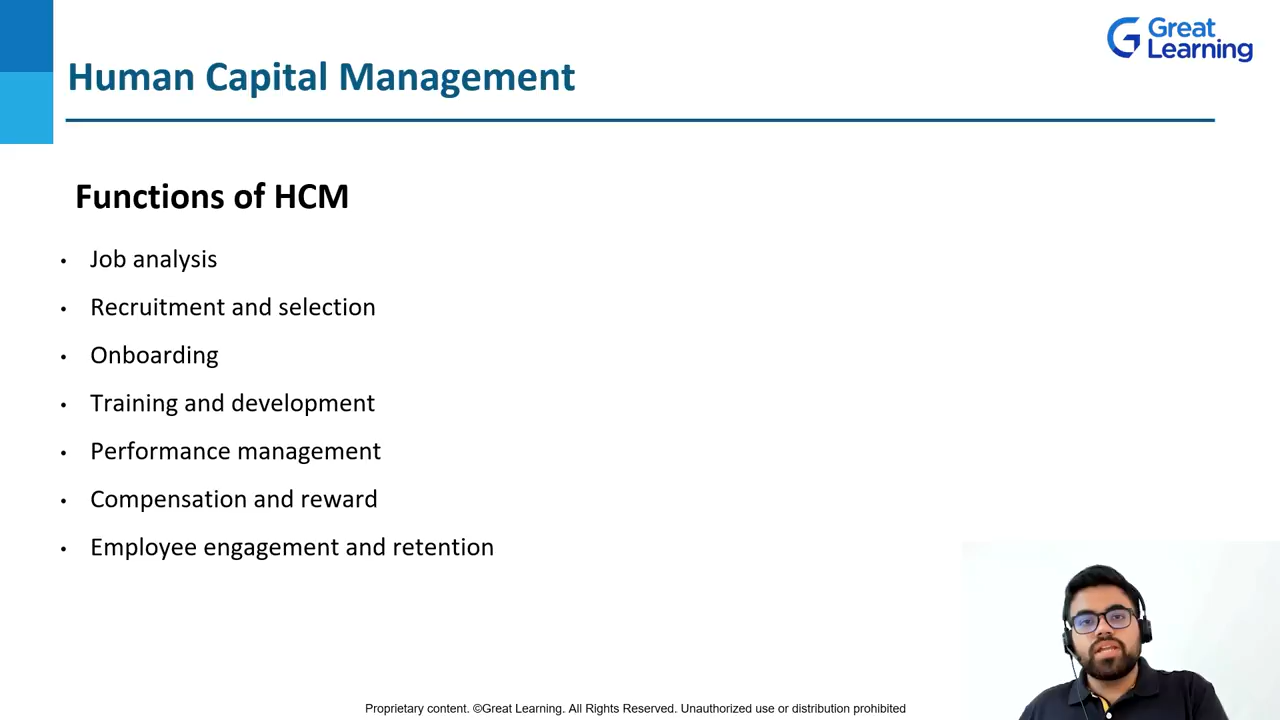 Great
Learning
Human Capital Management
Functions of HCM
• Job analysis
• Recruitment and selection
• Onboarding
• Training and development
• Performance management
• Compensation and reward
• Employee engagement and retention
Proprietary content. ©Great Learning. All Rights Reserved. Unauthorized use or distribution prohibited